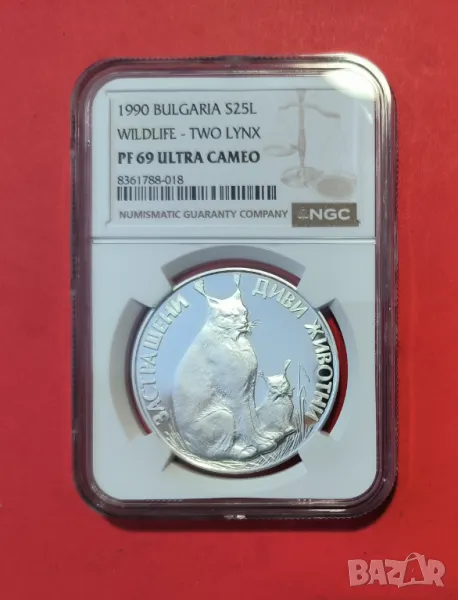 1990 BULGARIA S25L
WILDLIFE - TWO LYNX
PF 69 ULTRA CAMEO
8361788-018
NUMISMATIC GUARANTY COMPANY
NGC
ЗАСТРАШЕНИ ДИВИ ЖИВОТНИ
BAZAR